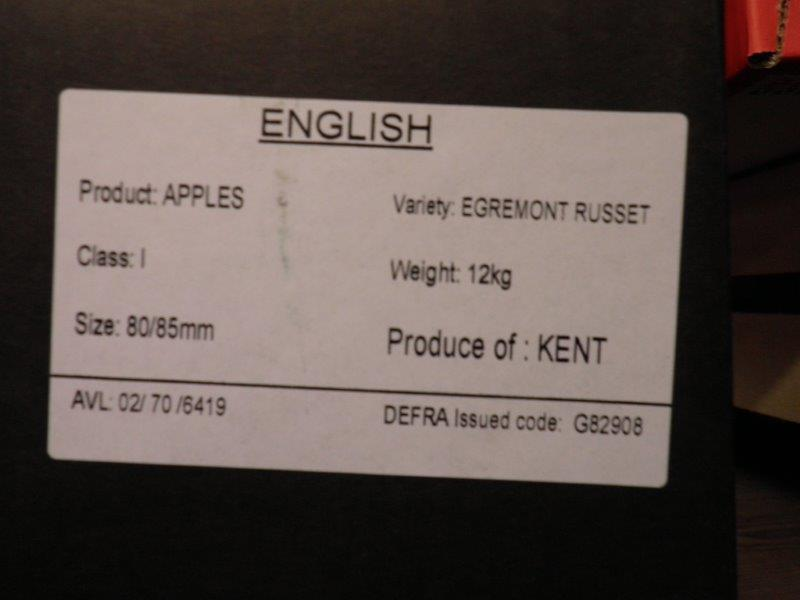 ENGLISH
Product: APPLES
Variety: EGREMONT RUSSET
Class: I
Weight: 12kg
Size: 80/85mm
Produce of : KENT
AVL: 02/ 70 /6419
DEFRA Issued code: G82908